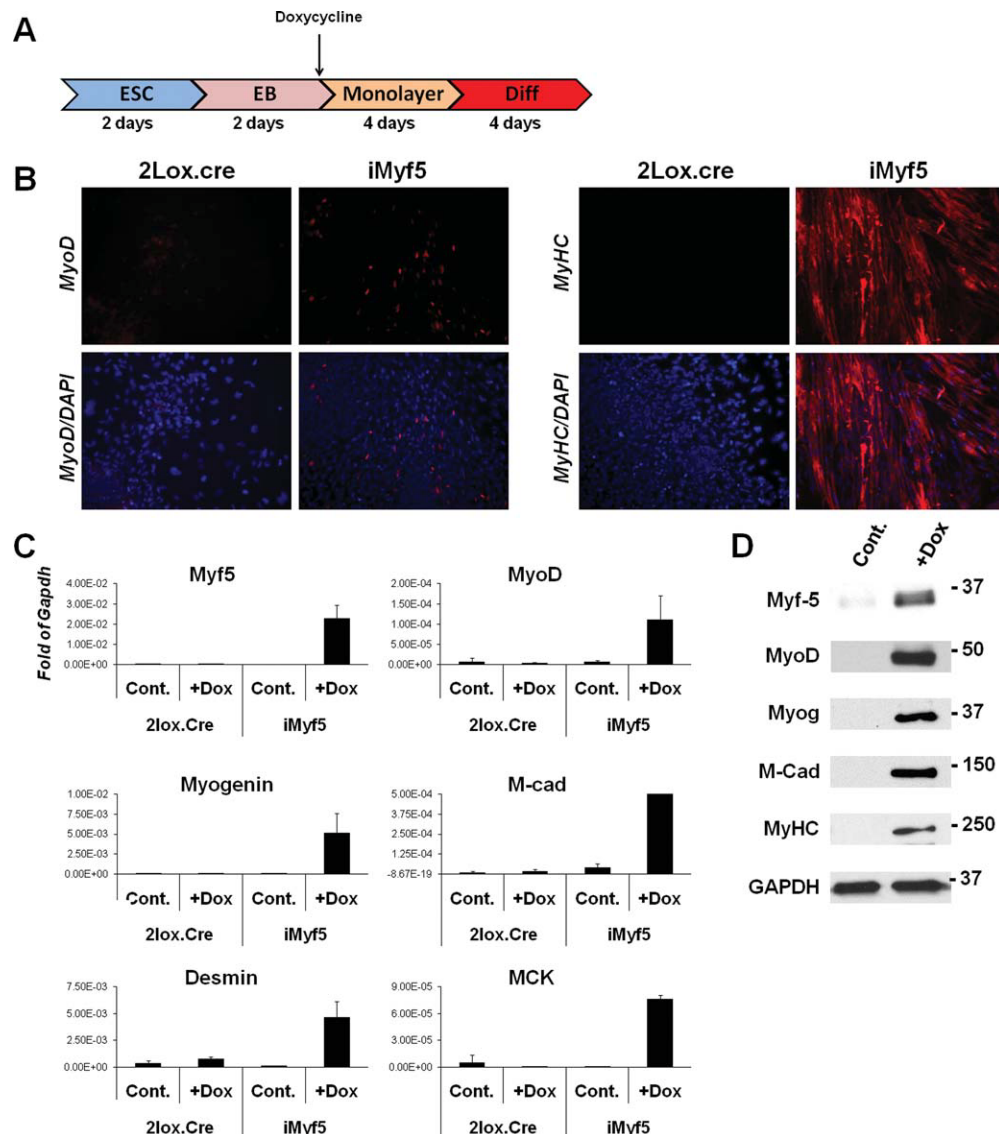 A
Doxycycline
ESC EB Monolayer Diff
2 days 2 days 4 days 4 days
B
2Lox.cre iMyf5 2Lox.cre iMyf5
MyoD MyHC
MyoD/DAPI MyHC/DAPI
C
Fold of Gapdh
Myf5
4.00E-02
3.00E-02
2.00E-02
1.00E-02
0.00E+00
Cont. +Dox Cont. +Dox
2lox.Cre iMyf5
MyoD
2.00E-04
1.50E-04
1.00E-04
5.00E-05
0.00E+00
Cont. +Dox Cont. +Dox
2lox.Cre iMyf5
Myogenin
1.00E-02
7.50E-03
5.00E-03
2.50E-03
0.00E+00
Cont. +Dox Cont. +Dox
2lox.Cre iMyf5
M-cad
5.00E-04
3.75E-04
2.50E-04
1.25E-04
-8.67E-19
Cont. +Dox Cont. +Dox
2lox.Cre iMyf5
Desmin
7.50E-03
5.00E-03
2.50E-03
0.00E+00
Cont. +Dox Cont. +Dox
2lox.Cre iMyf5
MCK
9.00E-05
6.00E-05
3.00E-05
0.00E+00
Cont. +Dox Cont. +Dox
2lox.Cre iMyf5
D
Cont. +Dox
Myf-5 - 37
MyoD - 50
Myog - 37
M-Cad - 150
MyHC - 250
GAPDH - 37